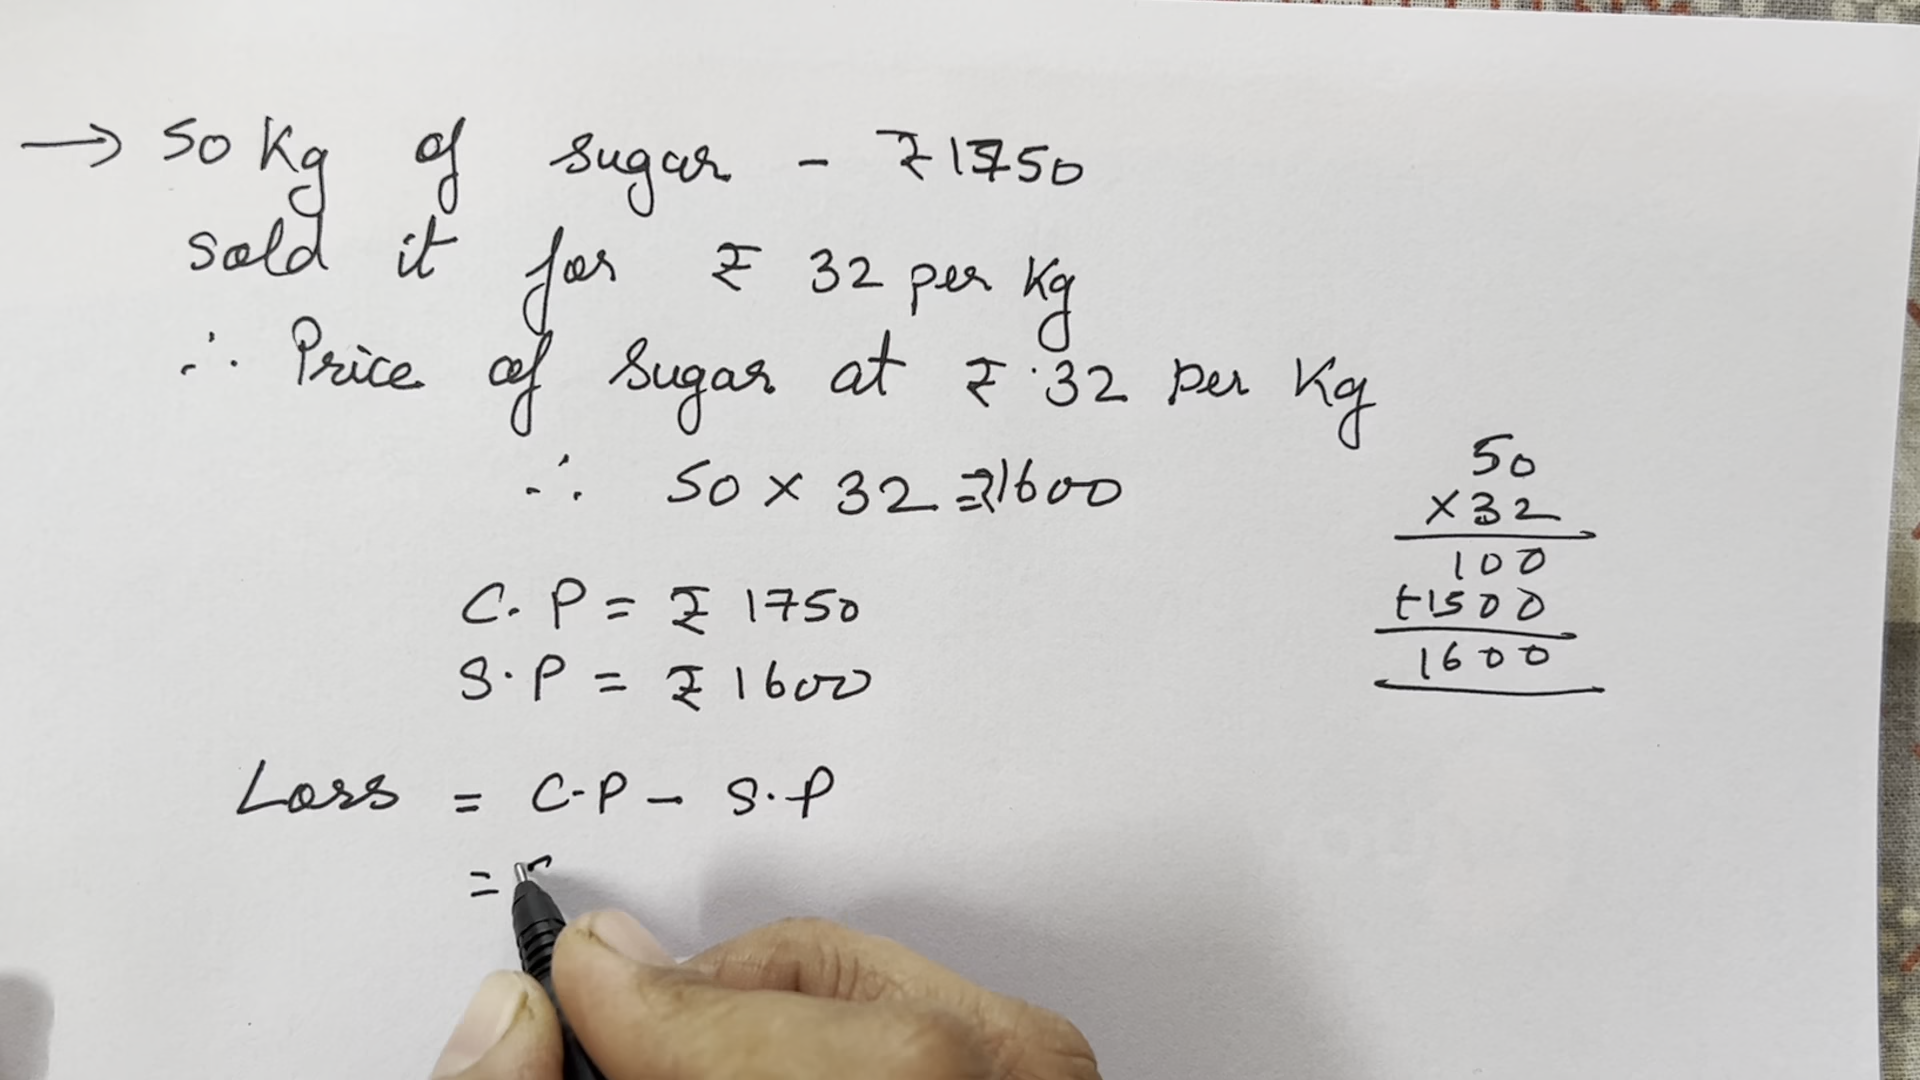 → 50 Kg of sugar - ₹1750
sold it for ₹ 32 per Kg
∴ Price of Sugar at ₹ 32 per Kg
∴ 50 × 32 = ₹1600
50
×32
100
+1500
1600
C.P = ₹ 1750
S.P = ₹ 1600
Loss = C.P - S.P
=